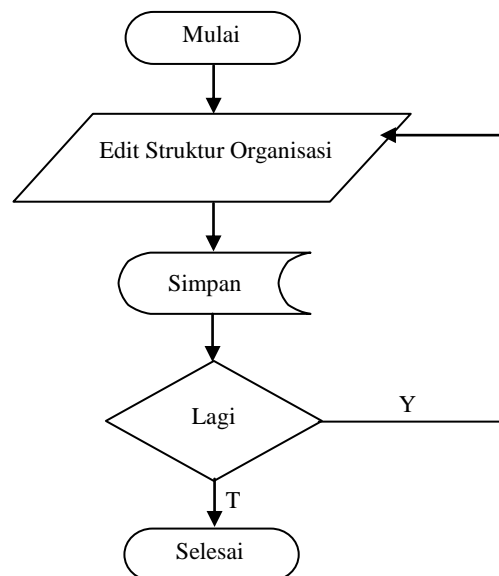 Mulai
Edit Struktur Organisasi
Simpan
Lagi
Y
T
Selesai